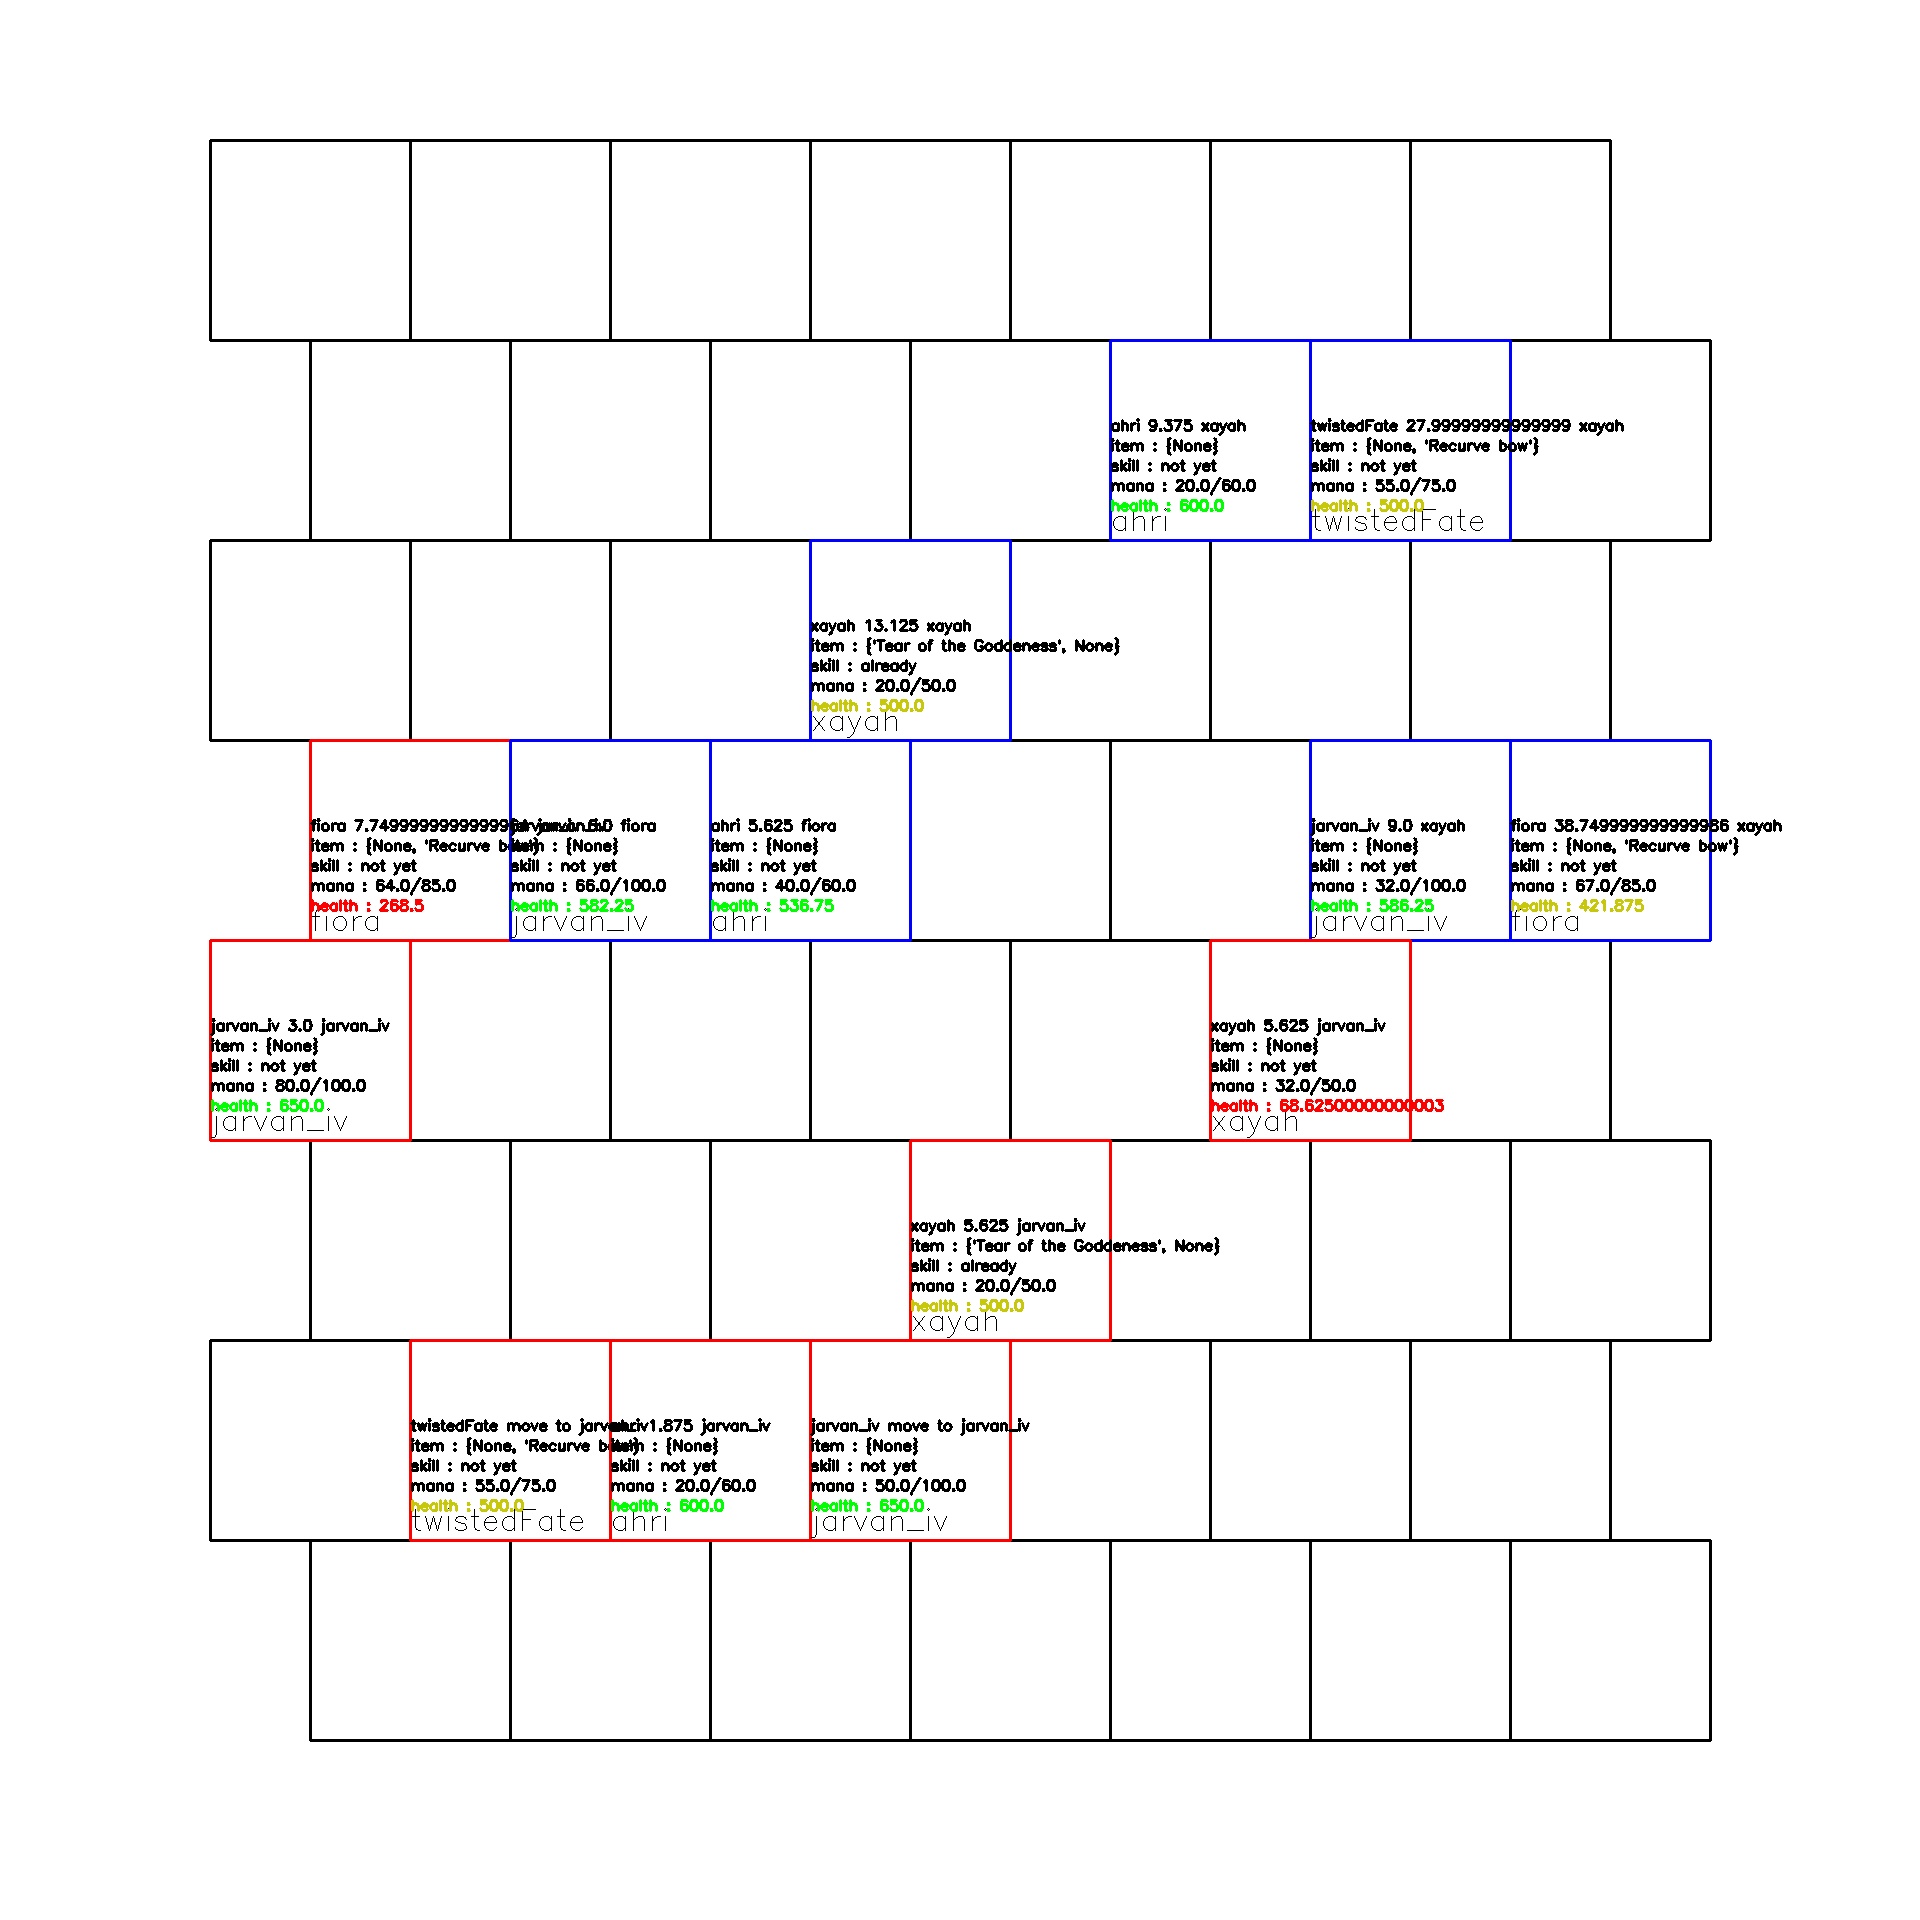 ahri 9.375 xayah
item : {None}
skill : not yet
mana : 20.0/60.0
health : 600.0
ahri
twistedFate 27.99999999999999 xayah
item : {None, 'Recurve bow'}
skill : not yet
mana : 55.0/75.0
health : 500.0
twistedFate
xayah 13.125 xayah
item : {'Tear of the Goddeness', None}
skill : already
mana : 20.0/50.0
health : 500.0
xayah
fiora jarvan_iv
item : {None, 'Recurve bow'}
skill : not yet
mana : 64.0/85.0
health : 268.5
fiora
jarvan_iv 6.0 fiora
item : {None}
skill : not yet
mana : 66.0/100.0
health : 582.25
jarvan_iv
ahri 5.625 fiora
item : {None}
skill : not yet
mana : 40.0/60.0
health : 536.75
ahri
jarvan_iv 9.0 xayah
item : {None}
skill : not yet
mana : 32.0/100.0
health : 586.25
jarvan_iv
fiora 38.749999999999986 xayah
item : {None, 'Recurve bow'}
skill : not yet
mana : 67.0/85.0
health : 421.875
fiora
jarvan_iv 3.0 jarvan_iv
item : {None}
skill : not yet
mana : 80.0/100.0
health : 650.0
jarvan_iv
xayah 5.625 jarvan_iv
item : {None}
skill : not yet
mana : 32.0/50.0
health : 68.62500000000003
xayah
xayah 5.625 jarvan_iv
item : {'Tear of the Goddeness', None}
skill : already
mana : 20.0/50.0
health : 500.0
xayah
twistedFate move to jarvan_iv
item : {None, 'Recurve bow'}
skill : not yet
mana : 55.0/75.0
health : 500.0
twistedFate
ahri 1.875 jarvan_iv
item : {None}
skill : not yet
mana : 20.0/60.0
health : 600.0
ahri
jarvan_iv move to jarvan_iv
item : {None}
skill : not yet
mana : 50.0/100.0
health : 650.0
jarvan_iv